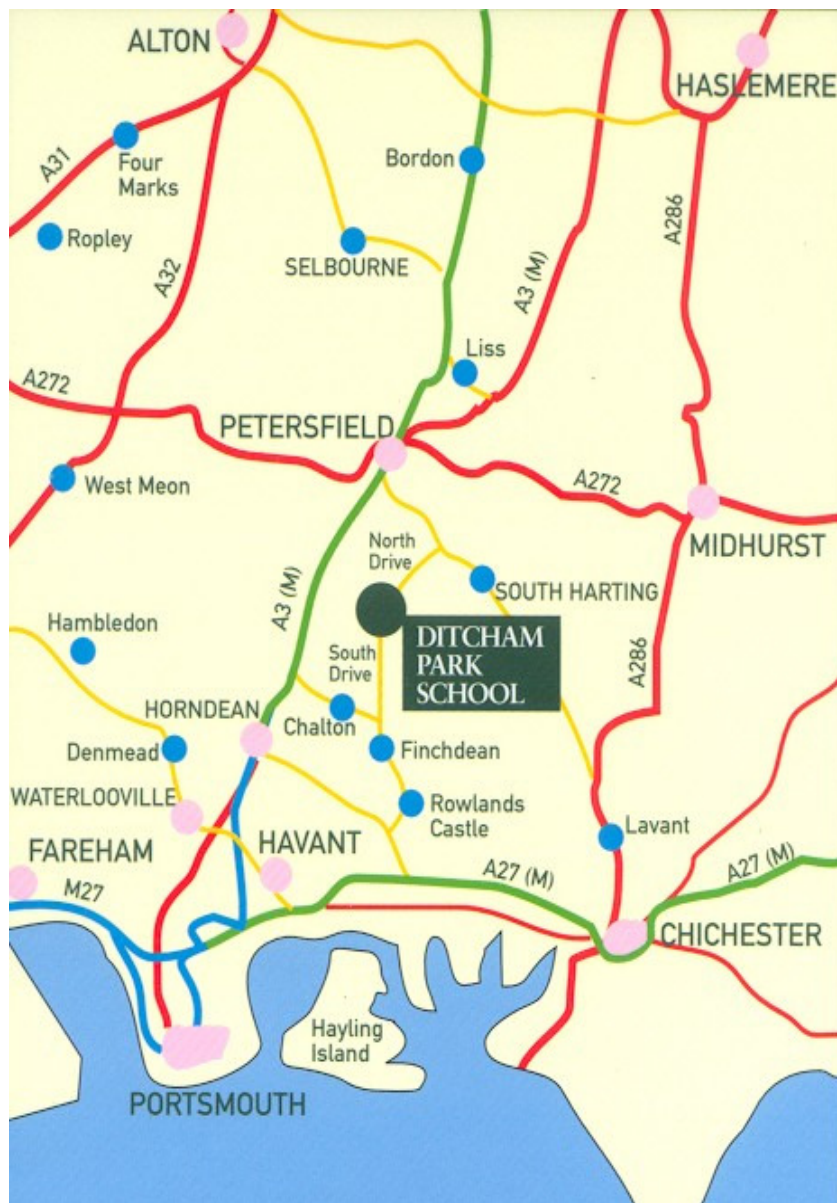 ALTON
HASLEMERE
Four
Marks
Bordon
A31
A286
Ropley
SELBOURNE
A3 (M)
A32
Liss
A272
PETERSFIELD
West Meon
A272
MIDHURST
North
Drive
SOUTH HARTING
A3 (M)
Hambledon
DITCHAM
PARK
SCHOOL
South
Drive
A286
HORNDEAN
Chalton
Denmead
Finchdean
WATERLOOVILLE
Rowlands
Castle
Lavant
FAREHAM
HAVANT
A27 (M)
A27 (M)
M27
CHICHESTER
Hayling
Island
PORTSMOUTH